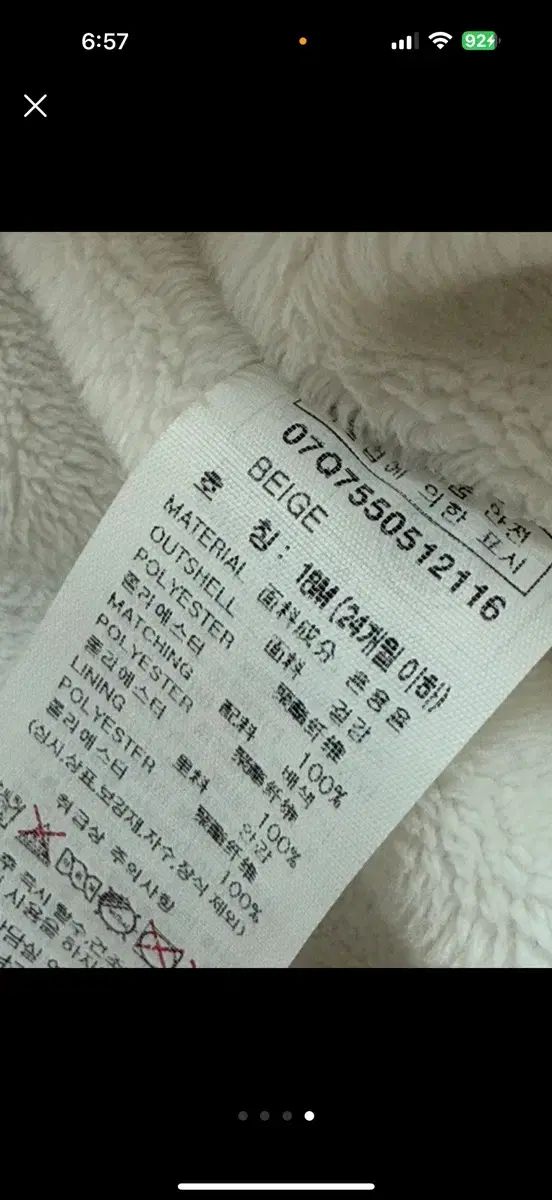 6:57
92
의한 표시
07Q7550512116
BEIGE
호 칭 : 18M (24개월 이하)
MATERIAL 面料成分 혼용율
OUTSHELL 面料 겉감
POLYESTER 聚酯纤维 100%
폴리에스터
MATCHING 配料 배색
POLYESTER 聚酯纤维 100%
폴리에스터
LINING 里料 안감
POLYESTER 聚酯纤维 100%
폴리에스터
(심지,상표,보강재,자수,장식 제외)
취급상 주의사항